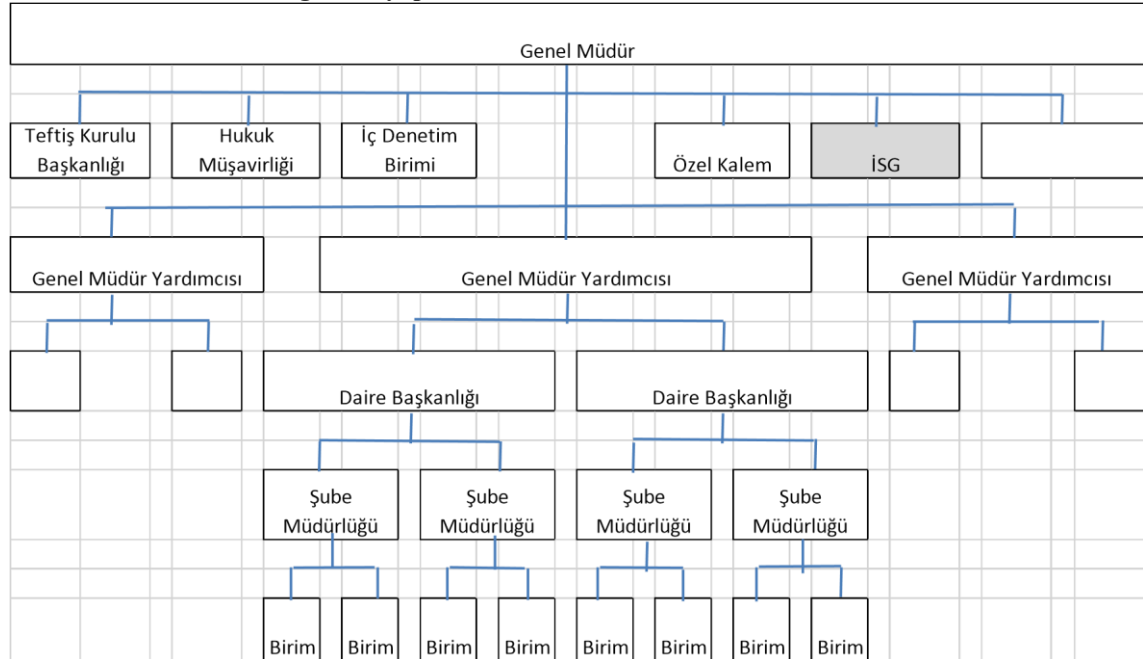 Genel Müdür
Teftiş Kurulu
Başkanlığı
Hukuk
Müşavirliği
İç Denetim
Birimi
Özel Kalem
İSG
Genel Müdür Yardımcısı
Genel Müdür Yardımcısı
Genel Müdür Yardımcısı
Daire Başkanlığı
Daire Başkanlığı
Şube
Müdürlüğü
Şube
Müdürlüğü
Şube
Müdürlüğü
Şube
Müdürlüğü
Birim
Birim
Birim
Birim
Birim
Birim
Birim
Birim